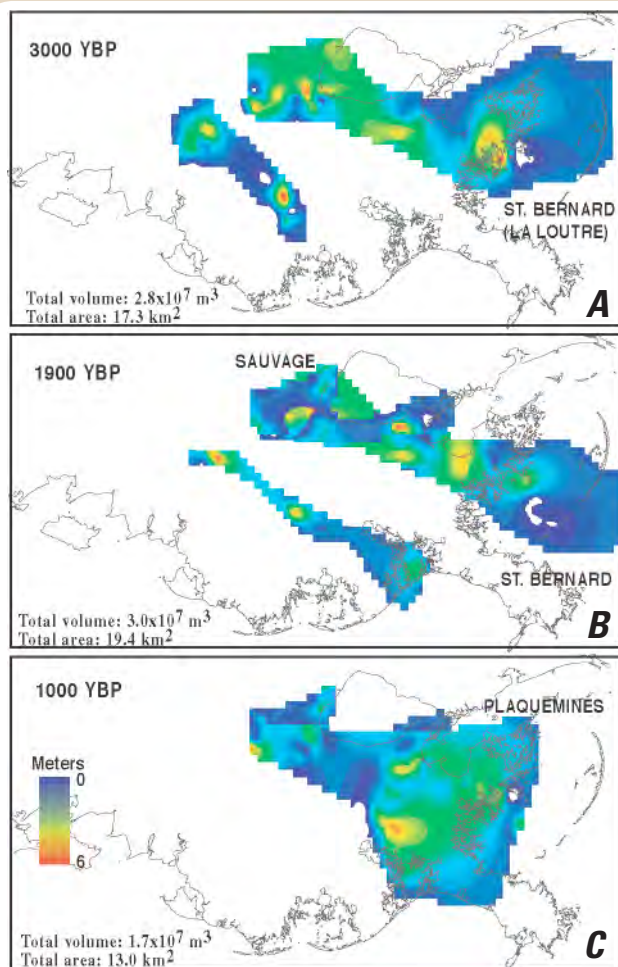 3000 YBP
ST. BERNARD
(LA LOUTRE)
Total volume: 2.8x10⁷ m³
Total area: 17.3 km²
A
SAUVAGE
1900 YBP
ST. BERNARD
Total volume: 3.0x10⁷ m³
Total area: 19.4 km²
B
1000 YBP
PLAQUEMINES
Meters
0
6
Total volume: 1.7x10⁷ m³
Total area: 13.0 km²
C